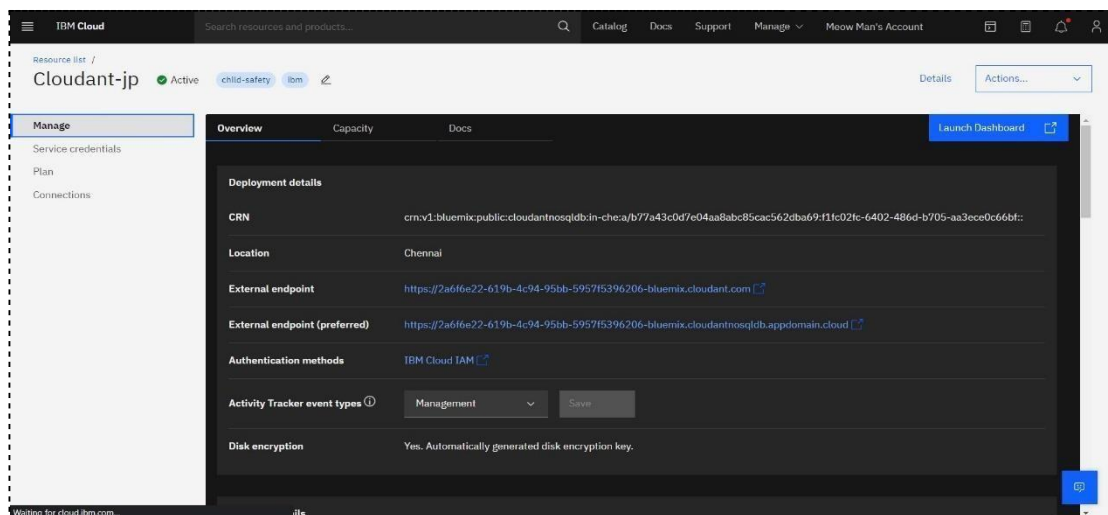 IBM Cloud Search resources and products... Catalog Docs Support Manage Meow Man's Account
Resource list /
Cloudant-jp Active child-safety ibm Details Actions...
Manage Overview Capacity Docs Launch Dashboard
Service credentials
Plan
Connections
Deployment details
CRN crn:v1:bluemix:public:cloudantnosqldb:in-che:a/b77a43c0d7e04aa8abc85cac562dba69:f1fc02fc-6402-486d-b705-aa3ece0c66bf::
Location Chennai
External endpoint https://2a6f6e22-619b-4c94-95bb-5957f5396206-bluemix.cloudant.com
External endpoint (preferred) https://2a6f6e22-619b-4c94-95bb-5957f5396206-bluemix.cloudantnosqldb.appdomain.cloud
Authentication methods IBM Cloud IAM
Activity Tracker event types Management Save
Disk encryption Yes. Automatically generated disk encryption key.
Waiting for cloud.ibm.com... ils